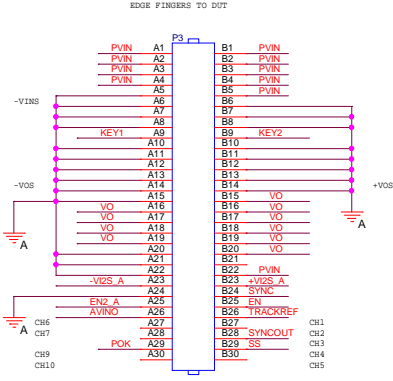 EDGE FINGERS TO DUT
P3
PVIN A1 B1 PVIN
PVIN A2 B2 PVIN
PVIN A3 B3 PVIN
PVIN A4 B4 PVIN
A5 B5 PVIN
-VINS A6 B6
A7 B7
A8 B8
KEY1 A9 B9 KEY2
A10 B10
A11 B11
A12 B12
A13 B13
-VOS A14 B14 +VOS
A15 B15 VO
VO A16 B16 VO
VO A17 B17 VO
VO A18 B18 VO
VO A19 B19 VO
A20 B20 VO
A A21 B21 A
A22 B22 PVIN
-VI2S_A A23 B23 +VI2S_A
A24 B24 SYNC
EN2_A A25 B25 EN
AVINO A26 B26 TRACKREF
CH6 A27 B27 CH1
A CH7 A28 B28 SYNCOUT CH2
POK A29 B29 SS CH3
CH9 A30 B30 CH4
CH10 CH5